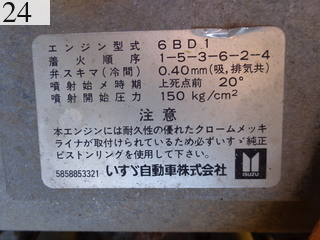 24
エンジン型式 6BD1
着火順序 1-5-3-6-2-4
弁スキマ(冷間) 0.40mm(吸,排気共)
噴射始メ時期 上死点前 20°
噴射開始圧力 150kg/cm²
注意
本エンジンには耐久性の優れたクロームメッキ
ライナが取付けられているため必ずいすゞ純正
ピストンリングを使用して下さい。
5858853321 いすゞ自動車株式会社
ISUZU